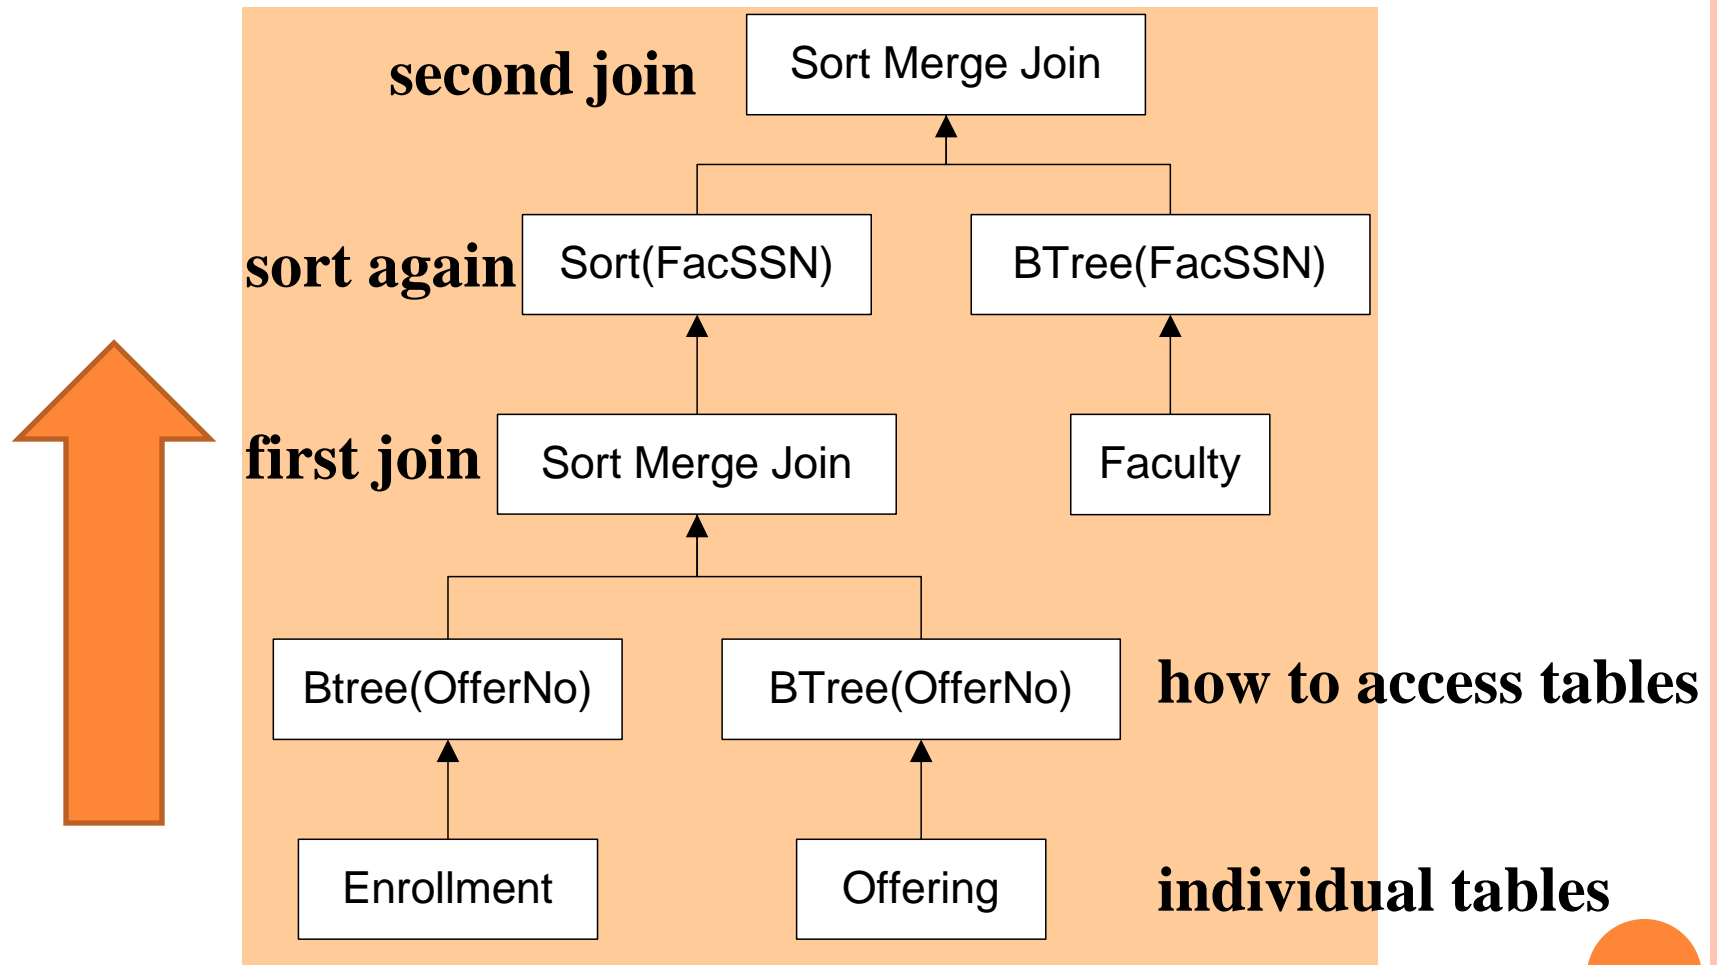 second join
Sort Merge Join
sort again
Sort(FacSSN)
BTree(FacSSN)
first join
Sort Merge Join
Faculty
Btree(OfferNo)
BTree(OfferNo)
how to access tables
Enrollment
Offering
individual tables